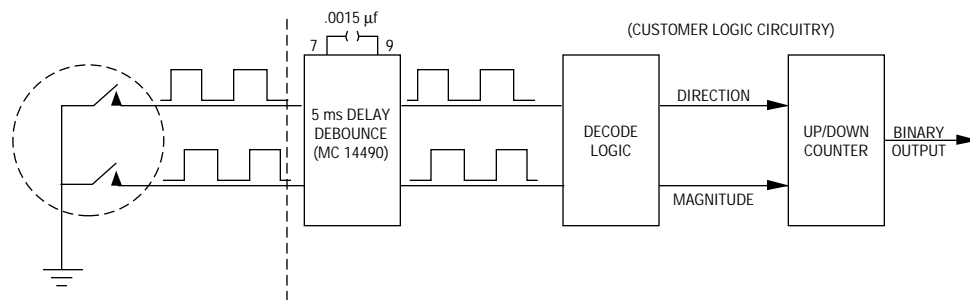 .0015 µf
7 9
(CUSTOMER LOGIC CIRCUITRY)
5 ms DELAY
DEBOUNCE
(MC 14490)
DECODE
LOGIC
DIRECTION
MAGNITUDE
UP/DOWN
COUNTER
BINARY
OUTPUT